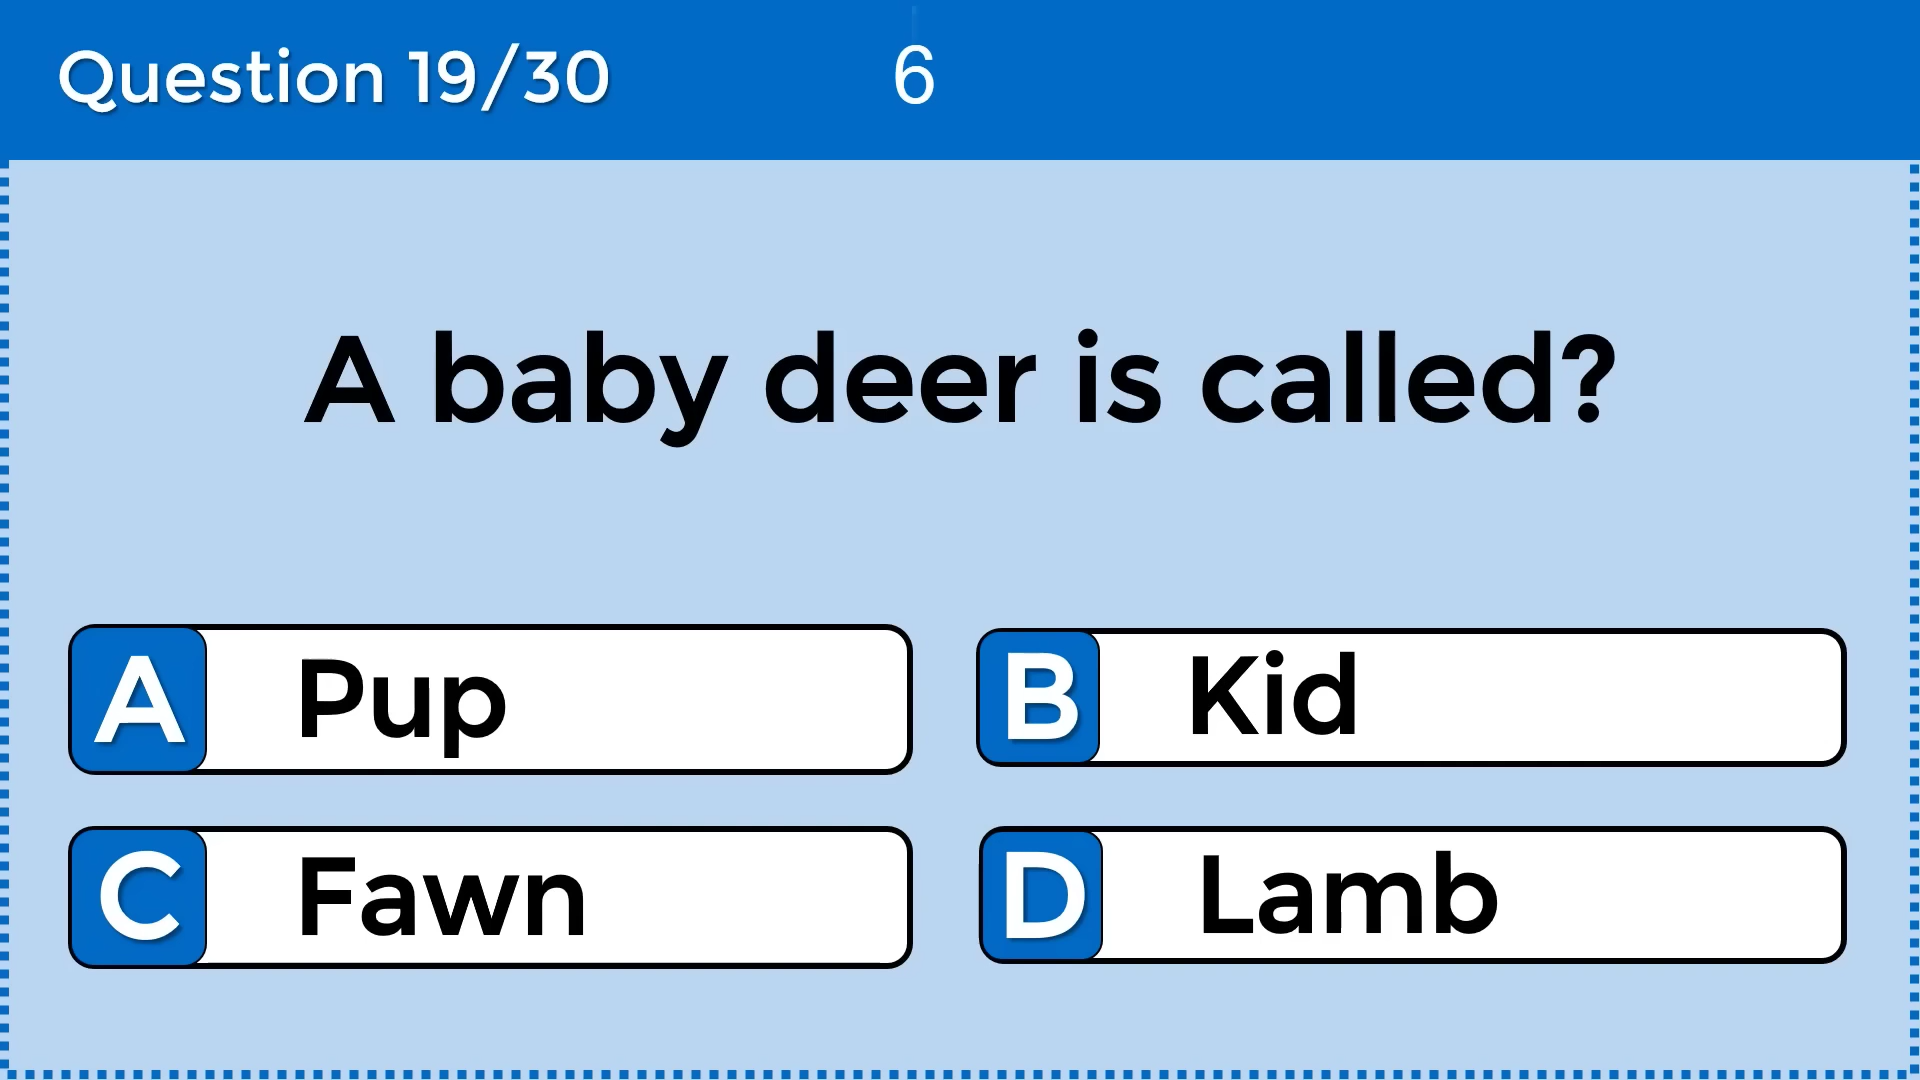 Question 19/30
6
A baby deer is called?
A Pup
B Kid
C Fawn
D Lamb